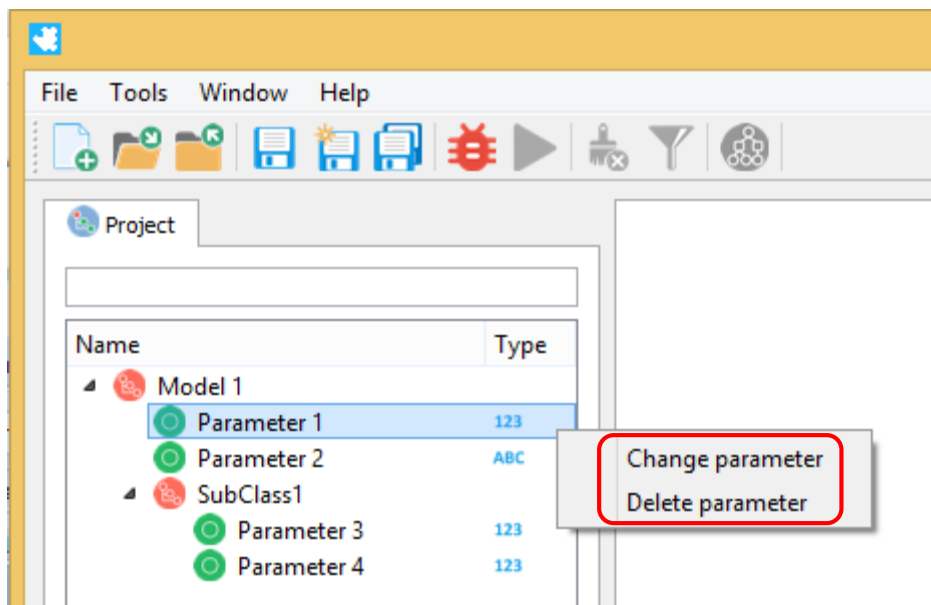 File Tools Window Help
Project
Name Type
Model 1
Parameter 1 123
Change parameter
Parameter 2 ABC
Delete parameter
SubClass1
Parameter 3 123
Parameter 4 123